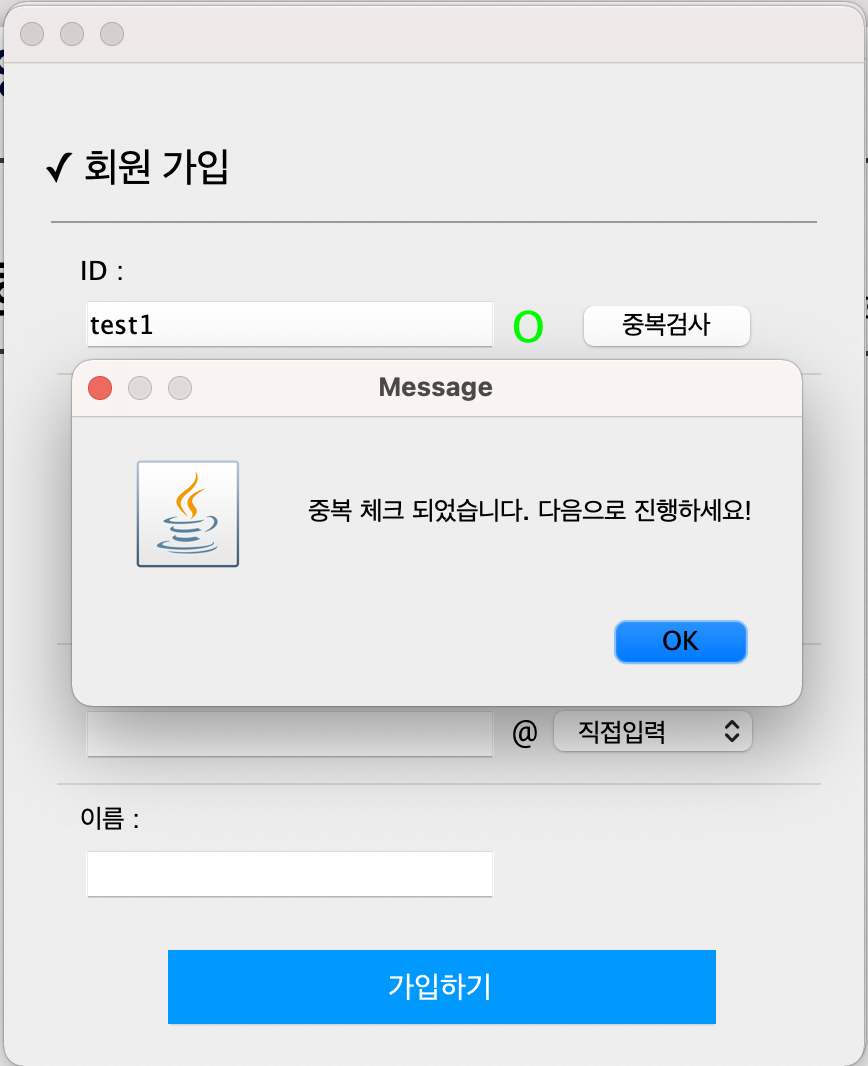 ✓ 회원 가입
ID :
test1 O 중복검사
Message
중복 체크 되었습니다. 다음으로 진행하세요!
OK
@ 직접입력
이름 :
가입하기